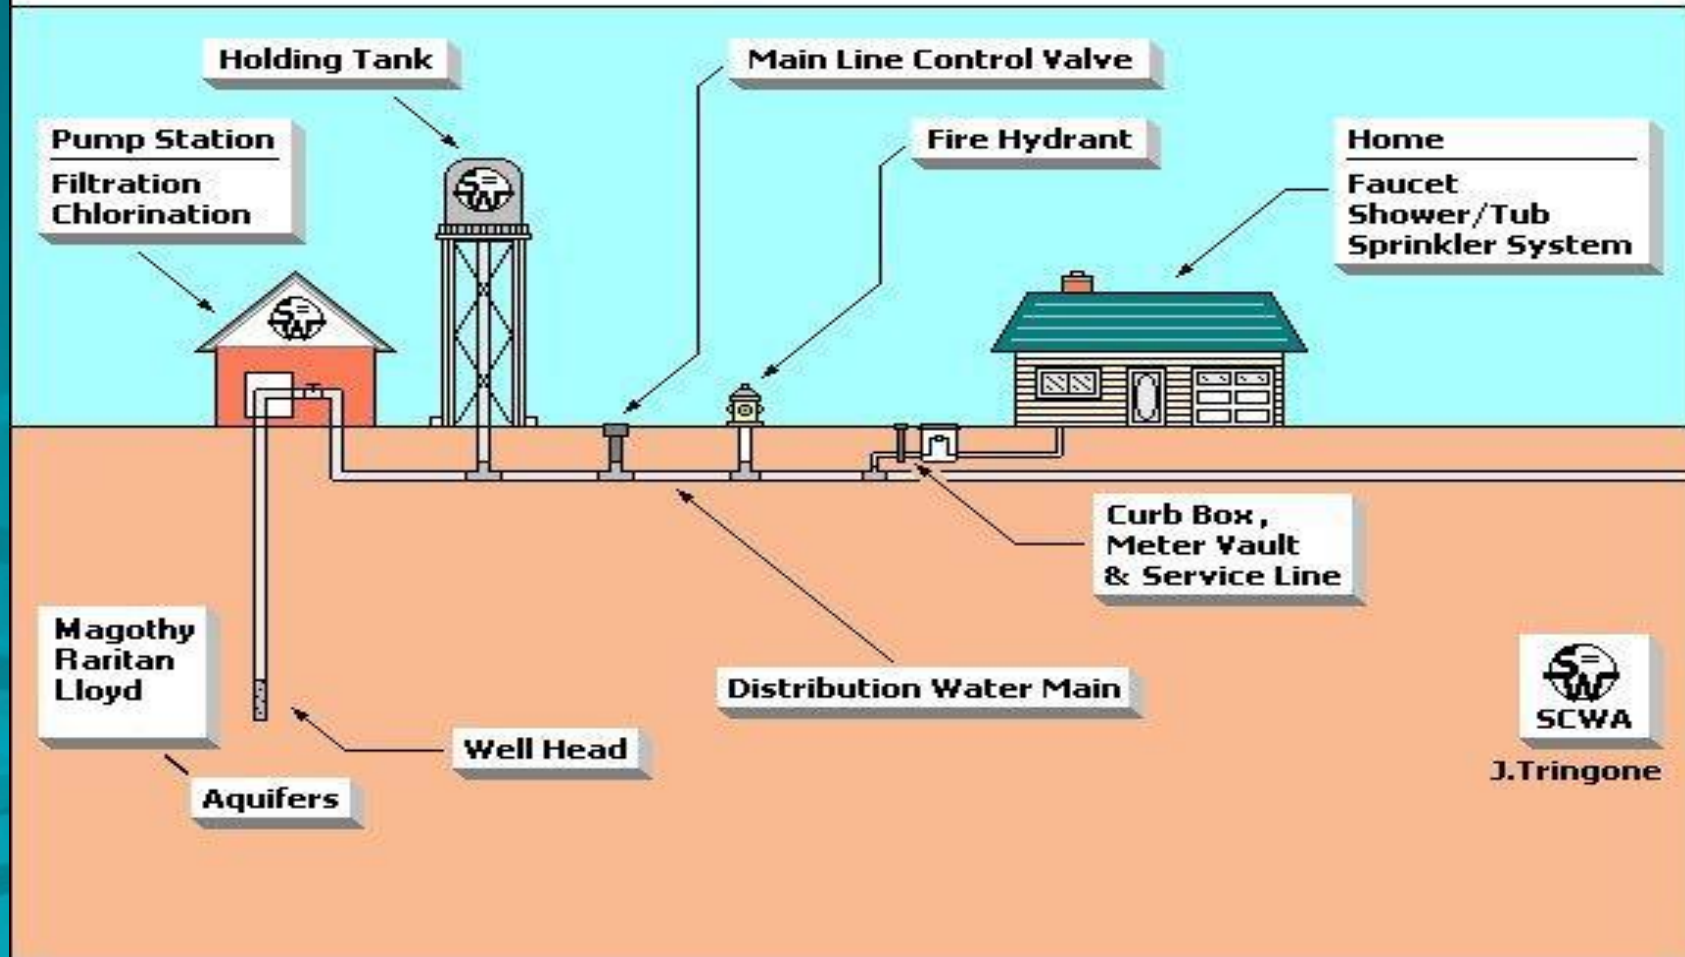 Holding Tank
Main Line Control Valve
Pump Station
Filtration
Chlorination
Fire Hydrant
Home
Faucet
Shower/Tub
Sprinkler System
Curb Box,
Meter Vault
& Service Line
Magothy
Raritan
Lloyd
Distribution Water Main
Well Head
Aquifers
SW
SCWA
J.Tringone